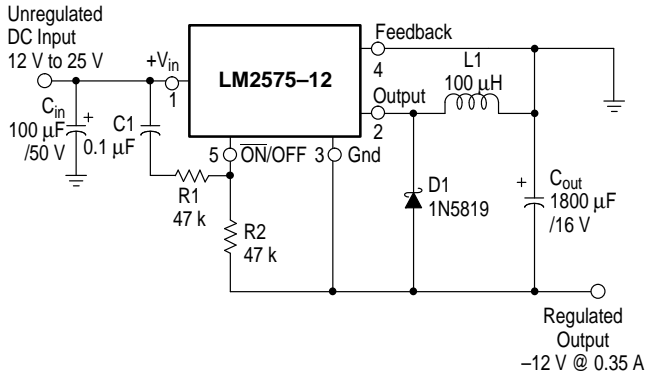 Unregulated
DC Input
12 V to 25 V
+Vin
1
LM2575–12
Feedback
4
Output
2
L1
100 µH
Cin
100 µF
/50 V
+
C1
0.1 µF
5
ON/OFF
3
Gnd
R1
47 k
R2
47 k
D1
1N5819
+
Cout
1800 µF
/16 V
Regulated
Output
–12 V @ 0.35 A